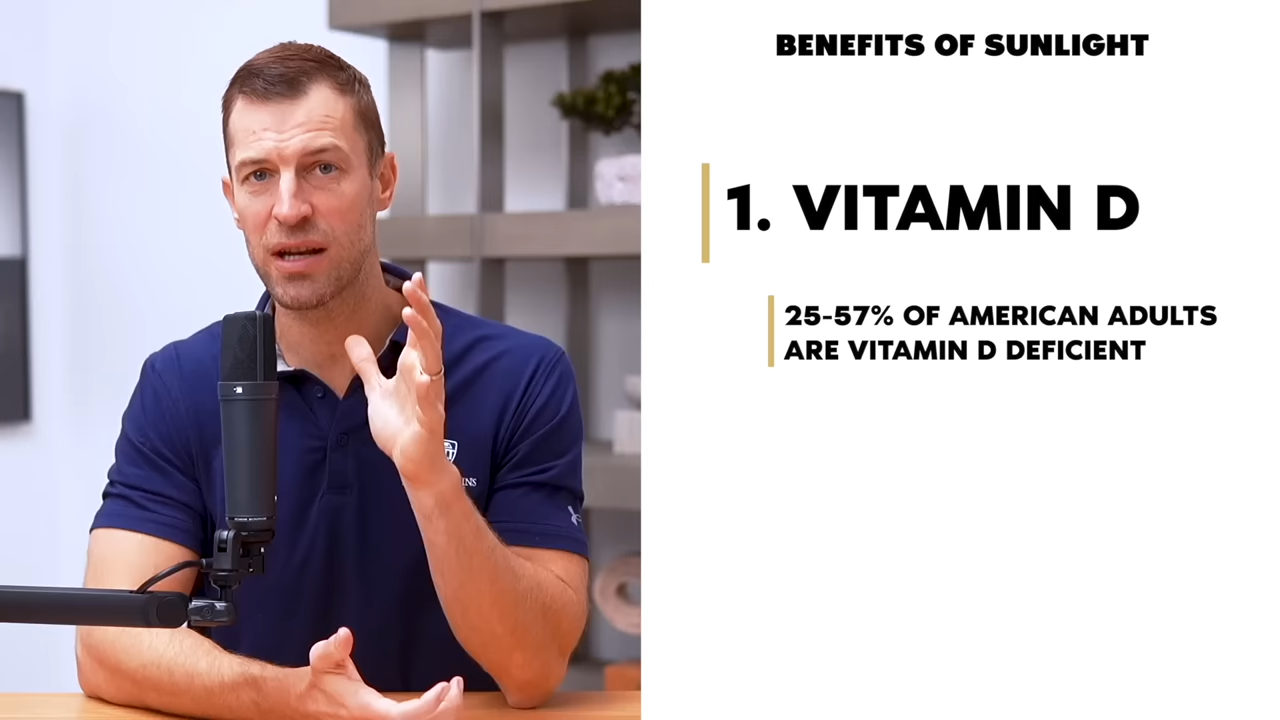 BENEFITS OF SUNLIGHT
1. VITAMIN D
25-57% OF AMERICAN ADULTS
ARE VITAMIN D DEFICIENT